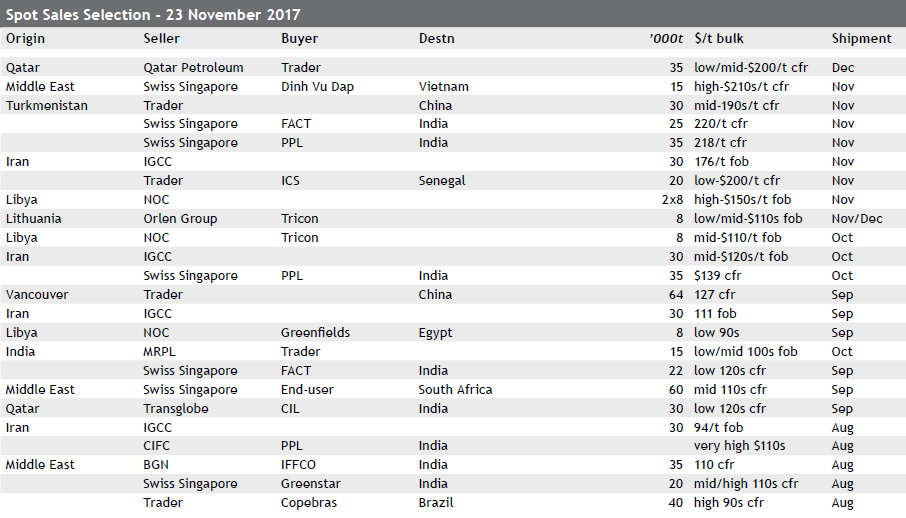 Spot Sales Selection - 23 November 2017
Origin Seller Buyer Destn '000t $/t bulk Shipment
Qatar Qatar Petroleum Trader 35 low/mid-$200/t cfr Dec
Middle East Swiss Singapore Dinh Vu Dap Vietnam 15 high-$210s/t cfr Nov
Turkmenistan Trader China 30 mid-190s/t cfr Nov
Swiss Singapore FACT India 25 220/t cfr Nov
Swiss Singapore PPL India 35 218/t cfr Nov
Iran IGCC 30 176/t fob Nov
Trader ICS Senegal 20 low-$200/t cfr Nov
Libya NOC 2x8 high-$150s/t fob Nov
Lithuania Orlen Group Tricon 8 low/mid-$110s fob Nov/Dec
Libya NOC Tricon 8 mid-$110/t fob Oct
Iran IGCC 30 mid-$120s/t fob Oct
Swiss Singapore PPL India 35 $139 cfr Oct
Vancouver Trader China 64 127 cfr Sep
Iran IGCC 30 111 fob Sep
Libya NOC Greenfields Egypt 8 low 90s Sep
India MRPL Trader 15 low/mid 100s fob Oct
Swiss Singapore FACT India 22 low 120s cfr Sep
Middle East Swiss Singapore End-user South Africa 60 mid 110s cfr Sep
Qatar Transglobe CIL India 30 low 120s cfr Sep
Iran IGCC 30 94/t fob Aug
CIFC PPL India very high $110s Aug
Middle East BGN IFFCO India 35 110 cfr Aug
Swiss Singapore Greenstar India 20 mid/high 110s cfr Aug
Trader Copebras Brazil 40 high 90s cfr Aug